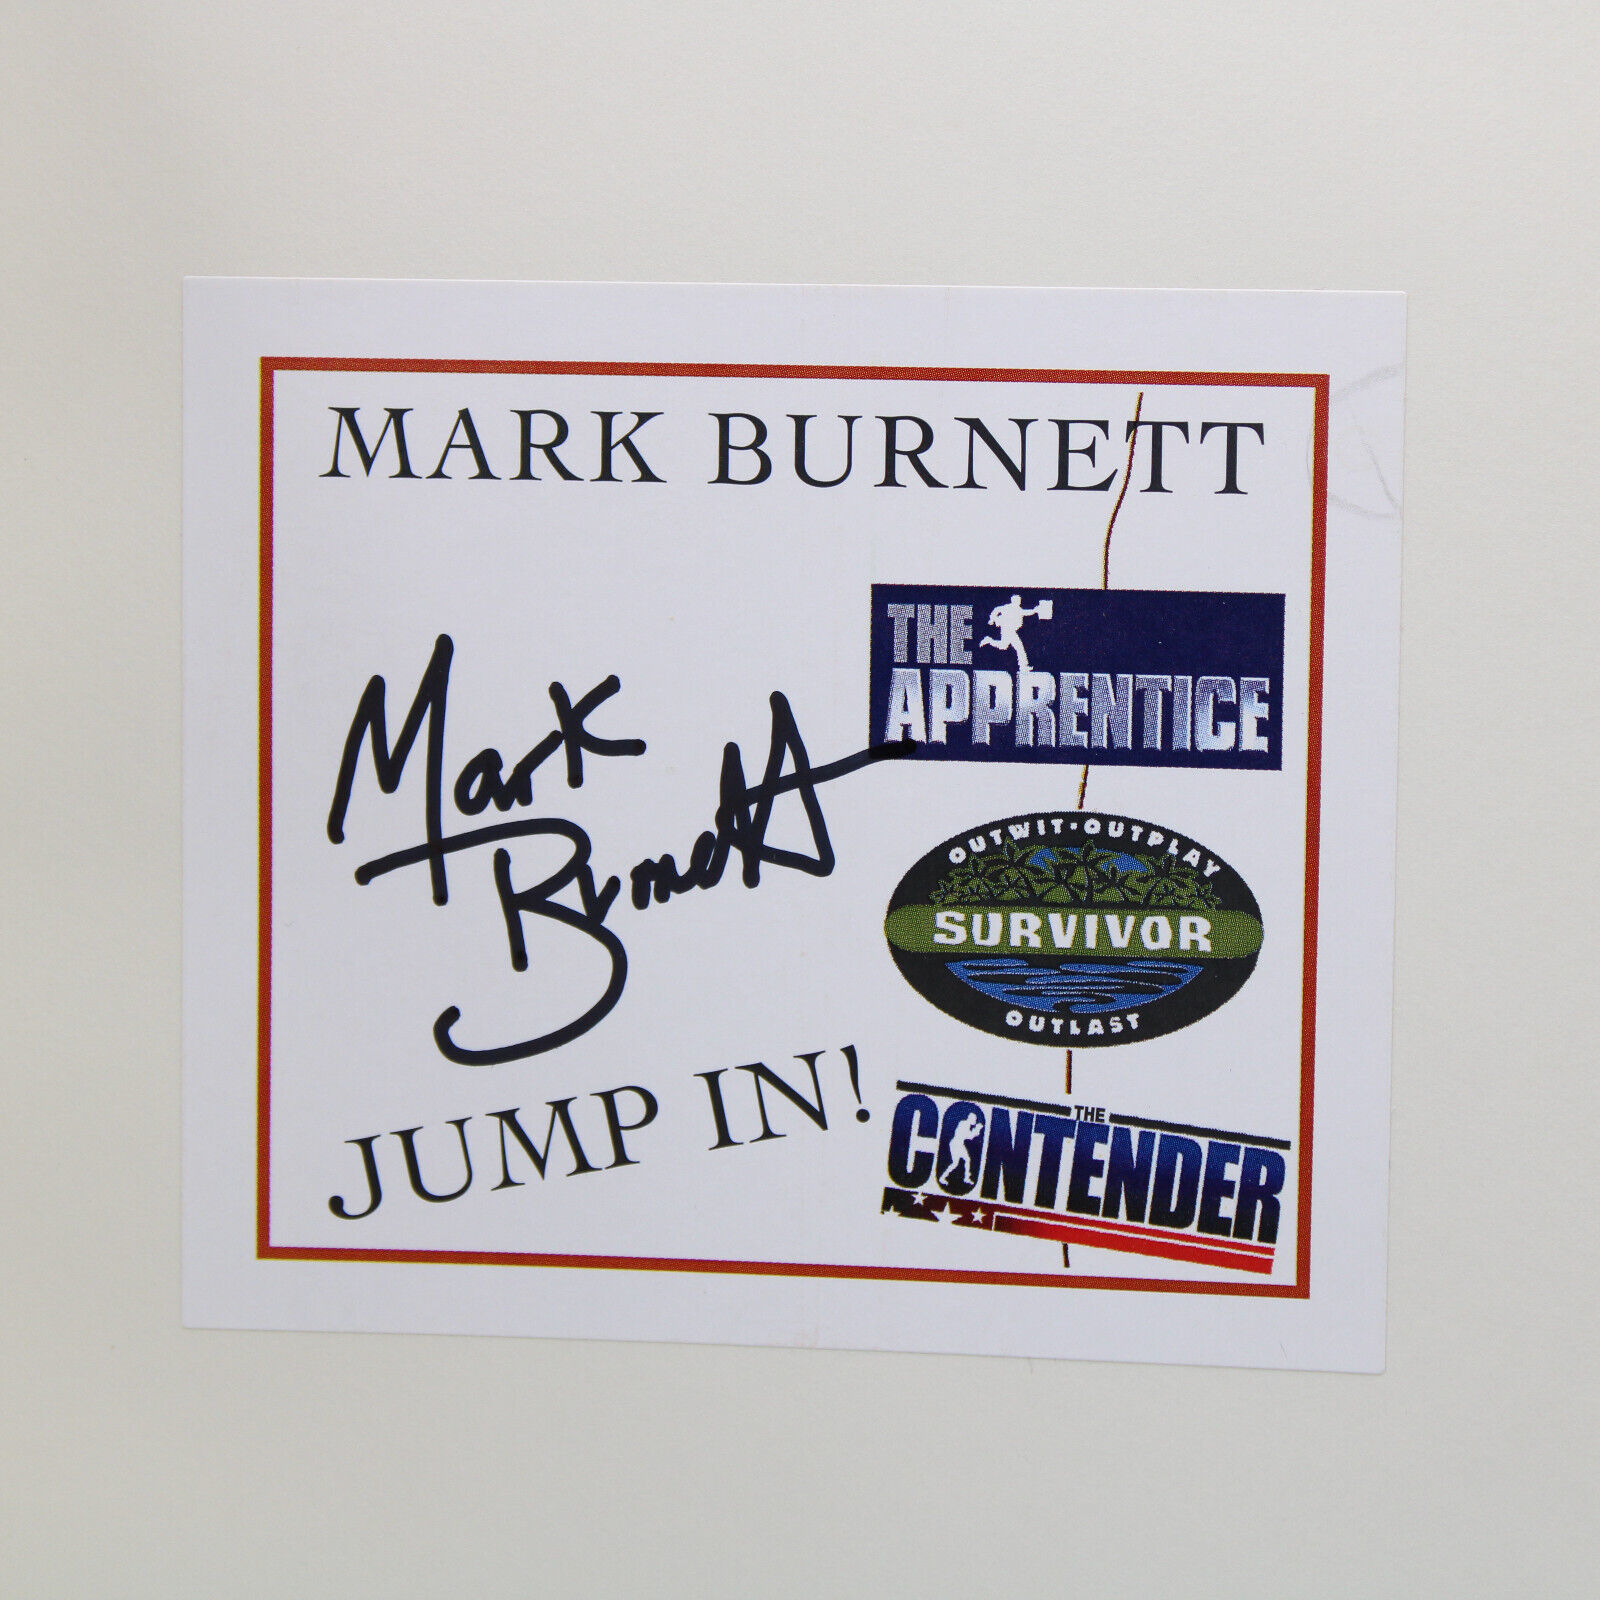 MARK BURNETT
THE
APPRENTICE
Mark
Burnett
OUTWIT·OUTPLAY
SURVIVOR
OUTLAST
JUMP IN!
THE
CONTENDER